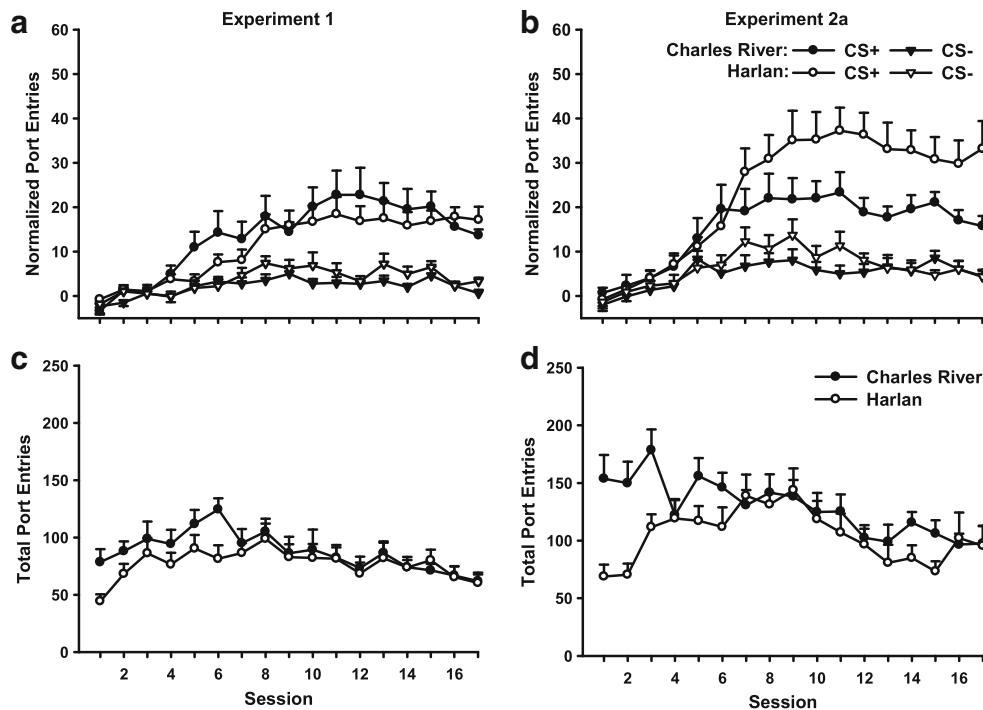 a
Experiment 1
Normalized Port Entries
60
50
40
30
20
10
0
b
Experiment 2a
Charles River: CS+ CS-
Harlan: CS+ CS-
Normalized Port Entries
60
50
40
30
20
10
0
c
Total Port Entries
250
200
150
100
50
0
2 4 6 8 10 12 14 16
Session
d
Charles River
Harlan
Total Port Entries
250
200
150
100
50
0
2 4 6 8 10 12 14 16
Session